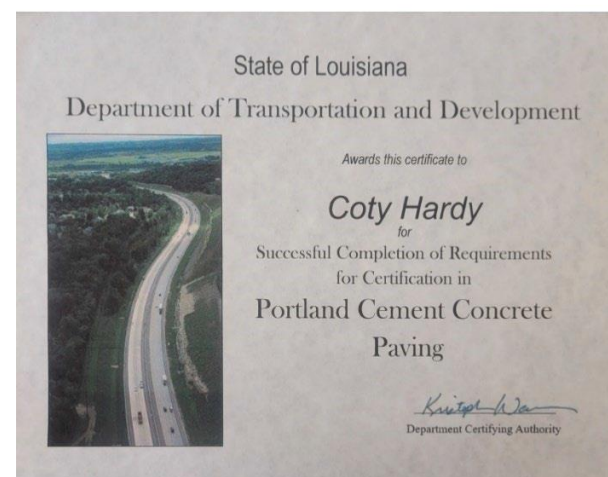 State of Louisiana
Department of Transportation and Development
Awards this certificate to
Coty Hardy
for
Successful Completion of Requirements
for Certification in
Portland Cement Concrete
Paving
Department Certifying Authority